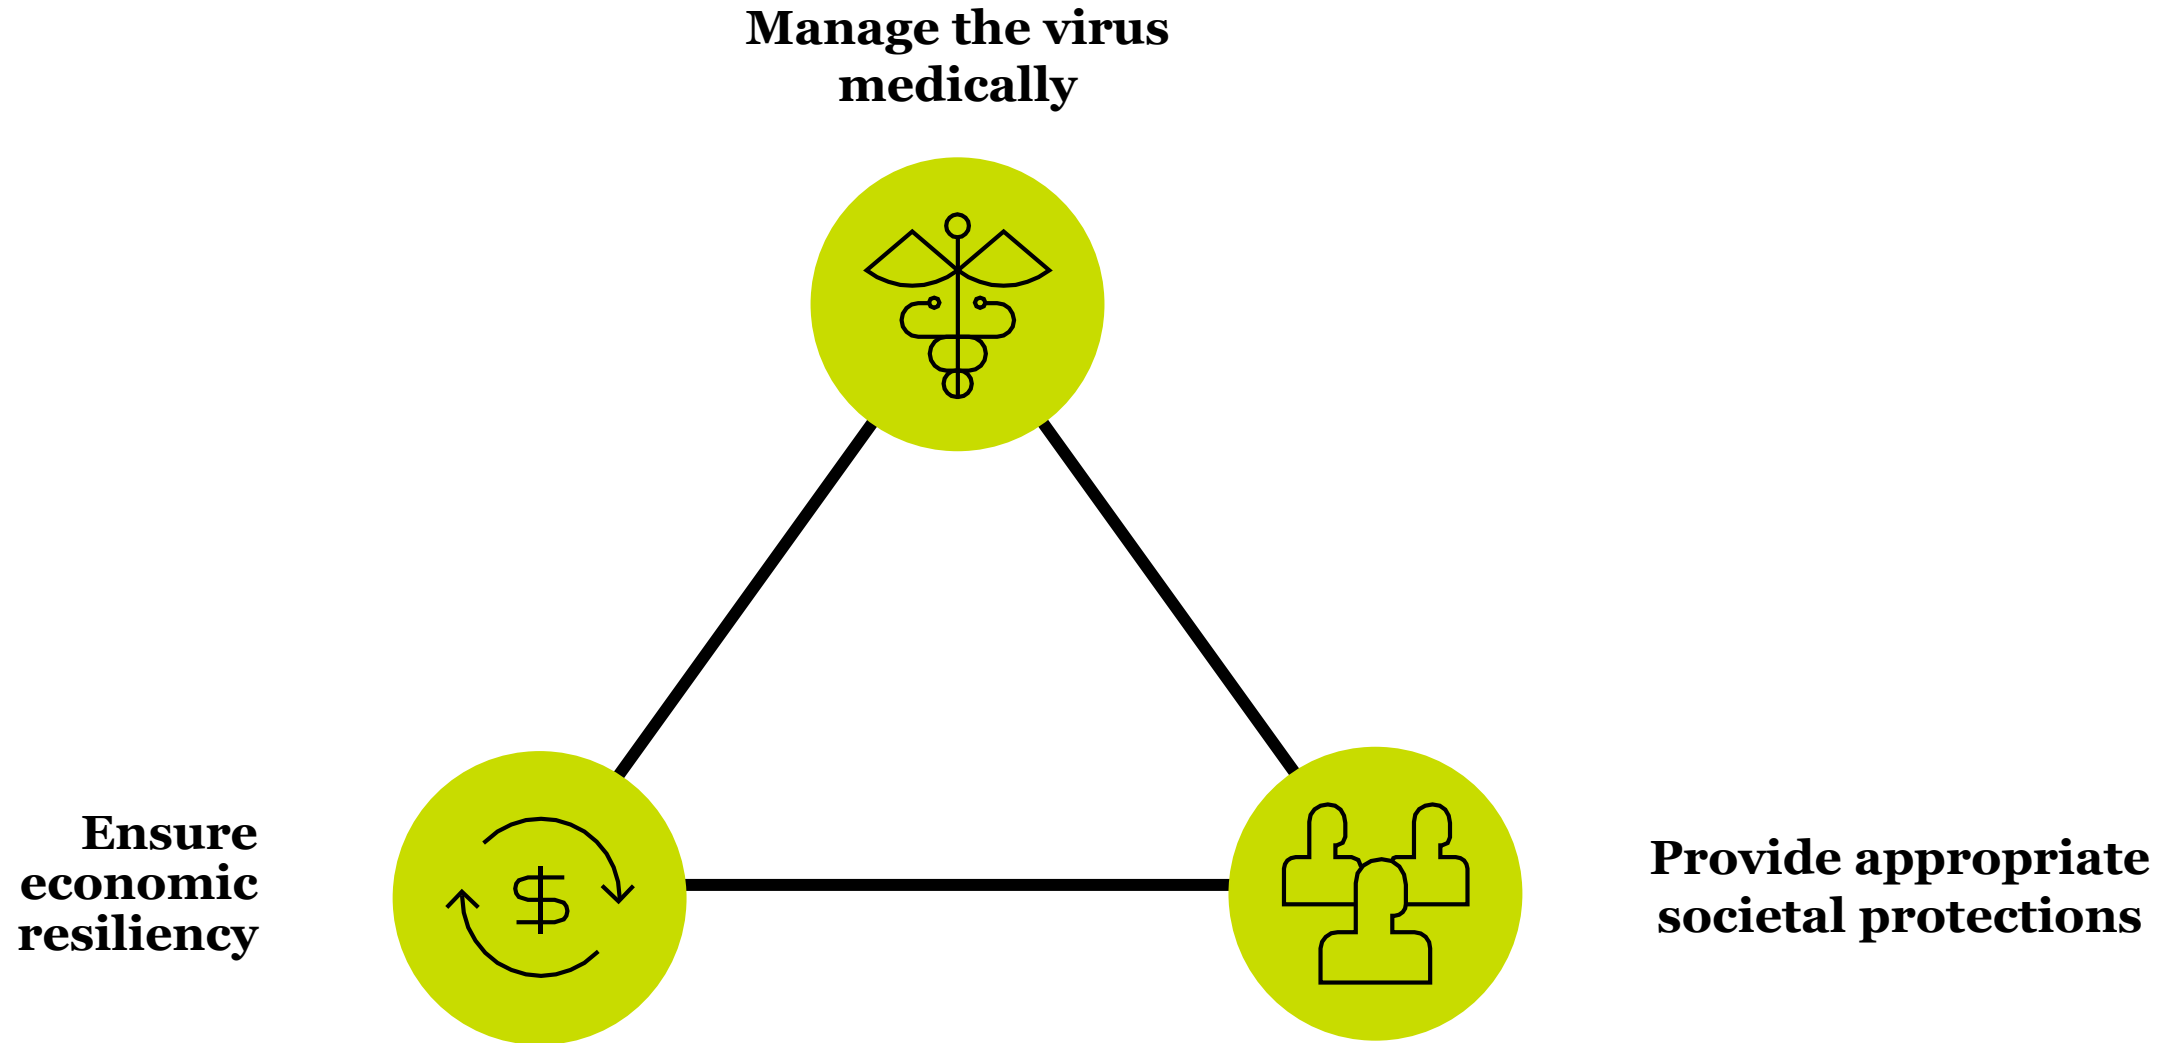 Manage the virus
medically
Ensure
economic
resiliency
$
Provide appropriate
societal protections